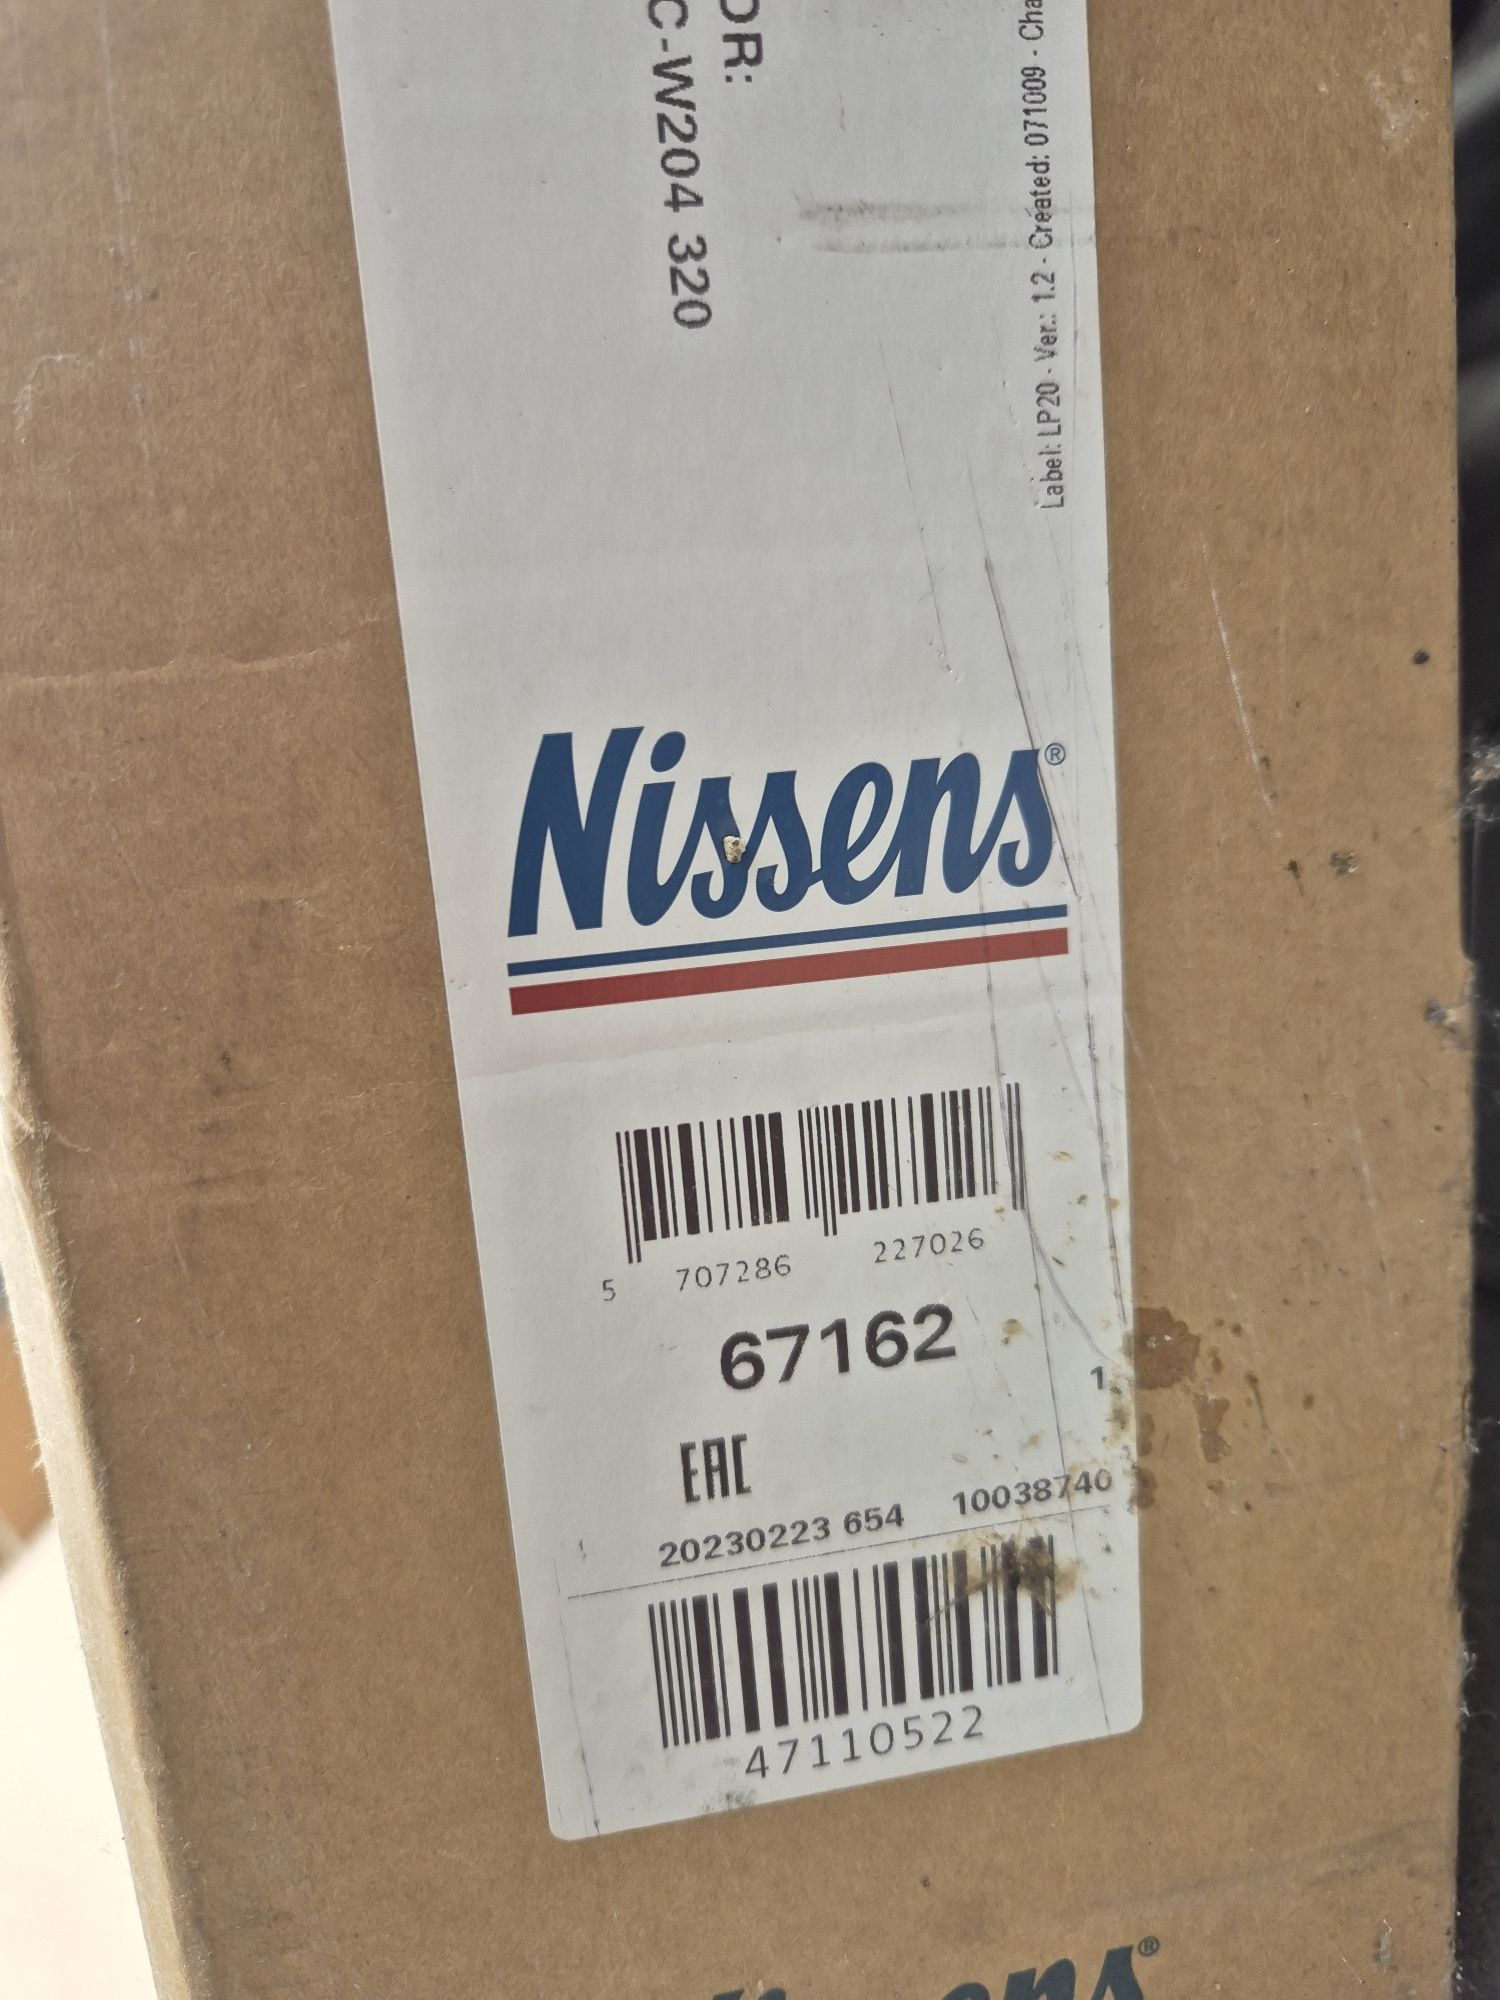 OR:
C-W204 320
Label: LP20 - Ver.: 1.2 - Created: 071009 - Cha
Nissens®
5 707286 227026
67162
1
EAC
20230223 654 10038740
47110522